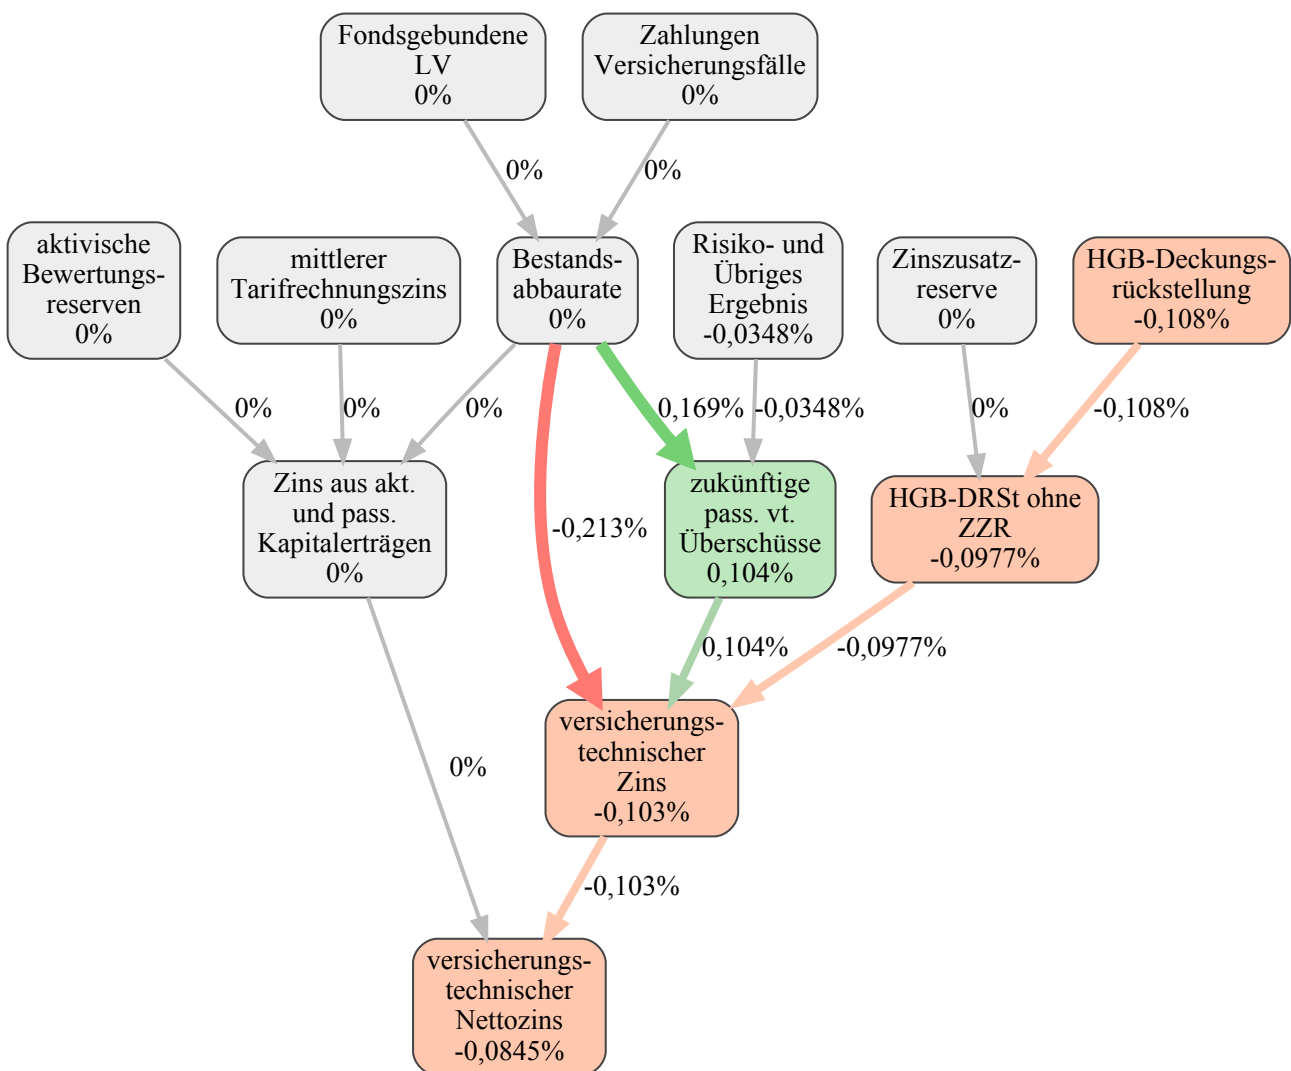 Fondsgebundene
LV
0%
Zahlungen
Versicherungsfälle
0%
0%
0%
aktivische
Bewertungs-
reserven
0%
mittlerer
Tarifrechnungszins
0%
Bestands-
abbaurate
0%
Risiko- und
Übriges
Ergebnis
-0,0348%
Zinszusatz-
reserve
0%
HGB-Deckungs-
rückstellung
-0,108%
0%
0%
0%
0,169%
-0,0348%
0%
-0,108%
Zins aus akt.
und pass.
Kapitalerträgen
0%
-0,213%
zukünftige
pass. vt.
Überschüsse
0,104%
HGB-DRSt ohne
ZZR
-0,0977%
0,104%
-0,0977%
0%
versicherungs-
technischer
Zins
-0,103%
-0,103%
versicherungs-
technischer
Nettozins
-0,0845%